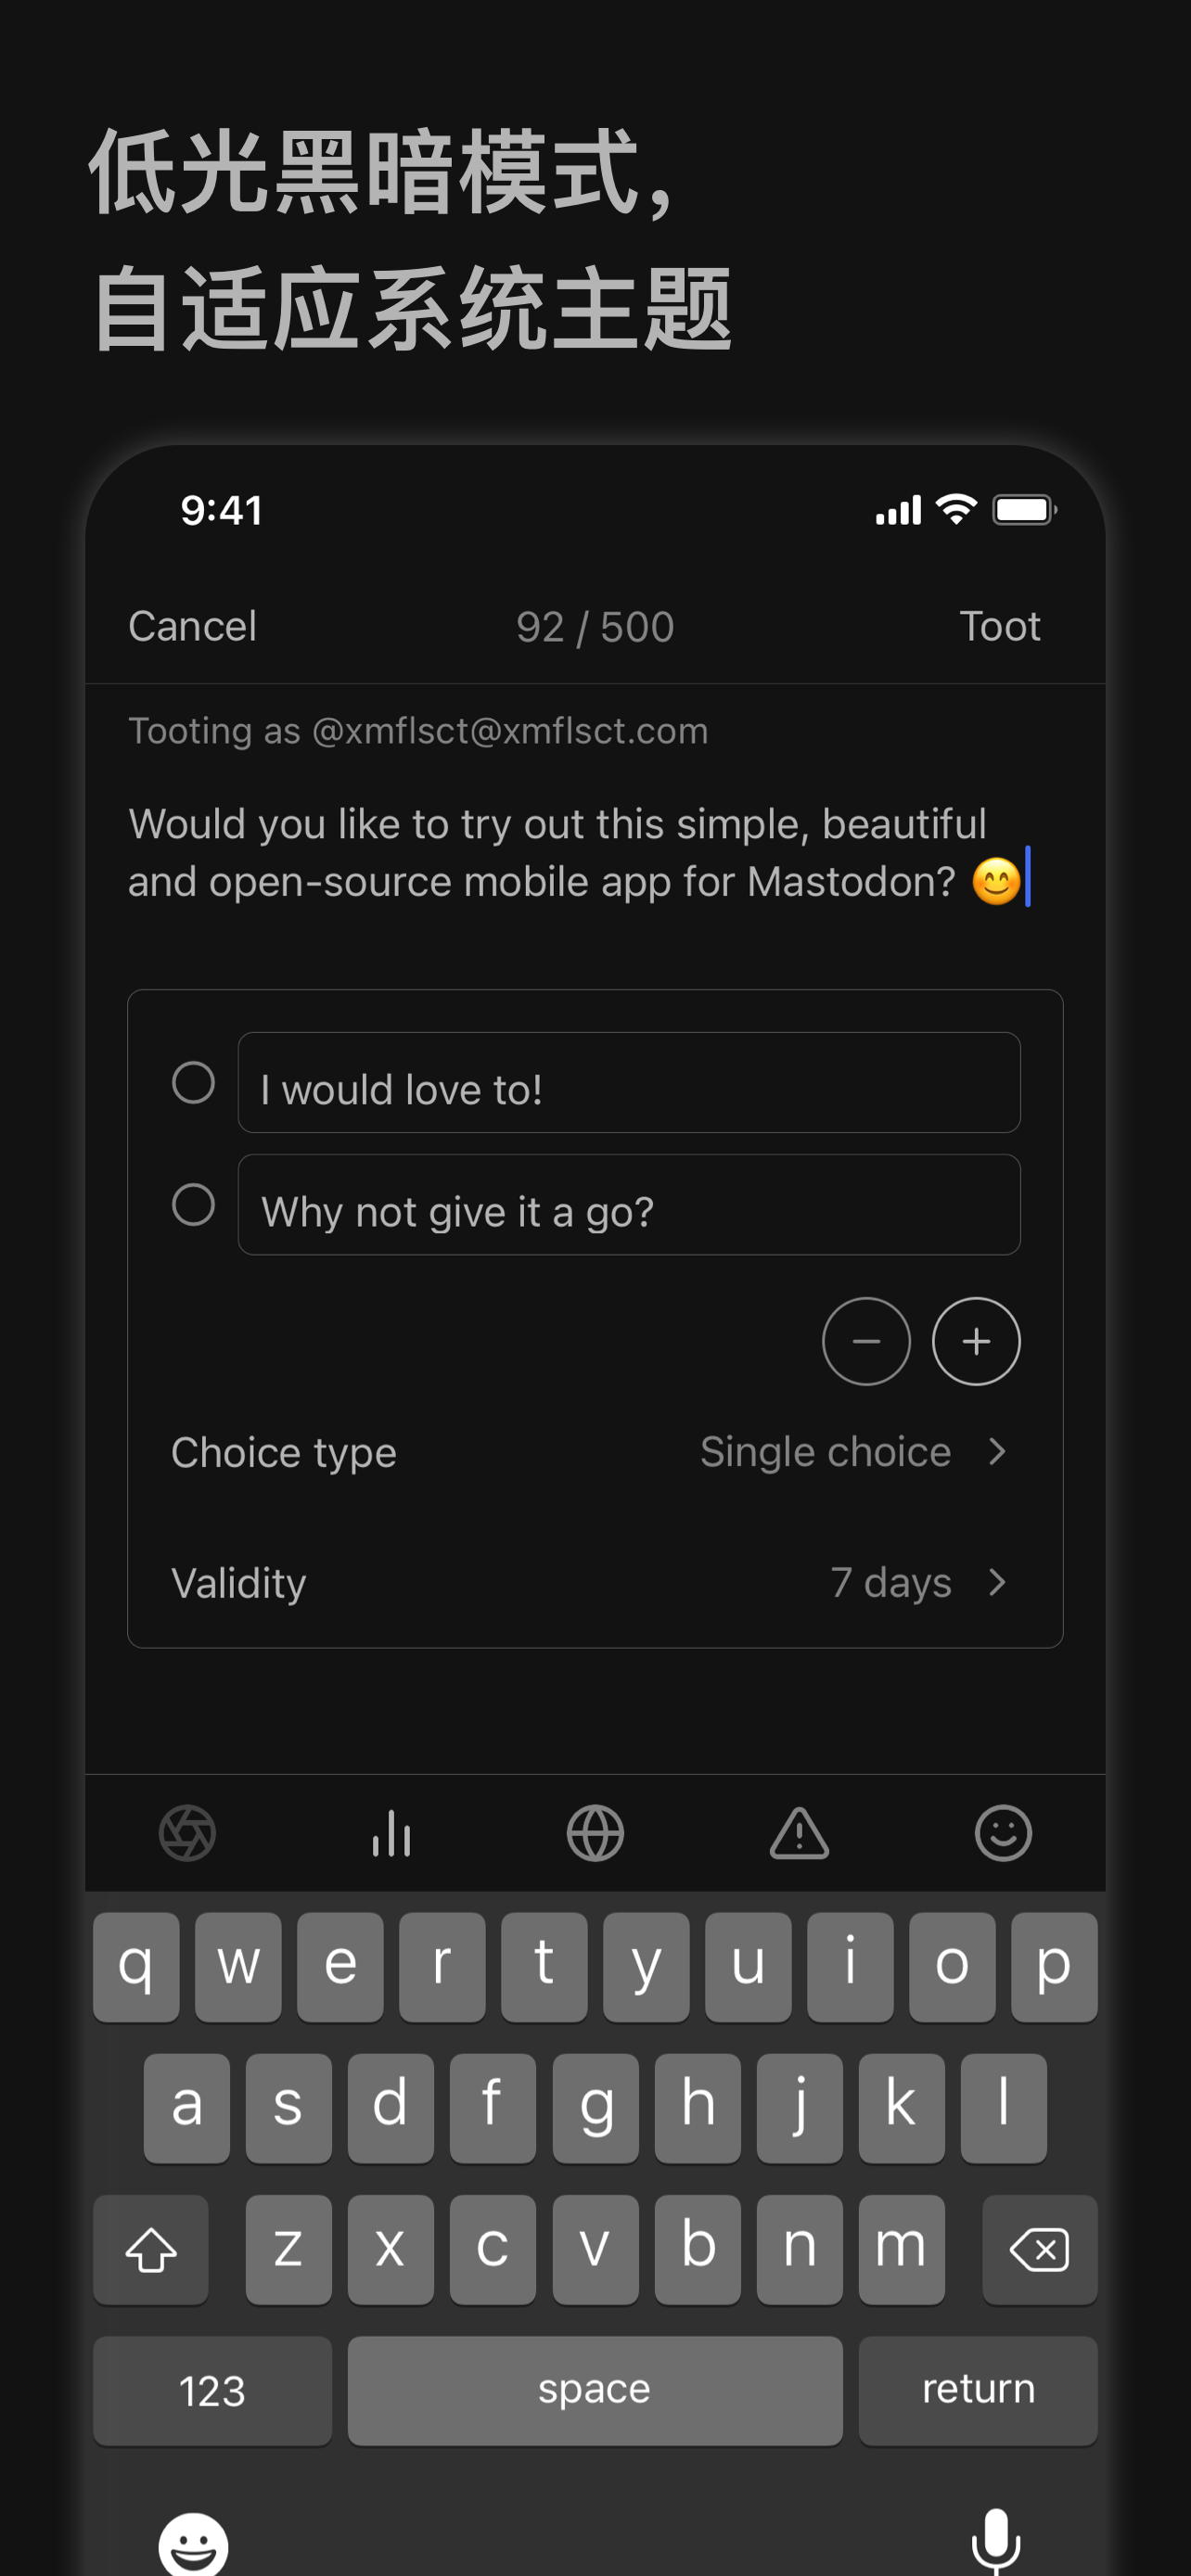 低光黑暗模式，
自适应系统主题
9:41
Cancel 92 / 500 Toot
Tooting as @xmflsct@xmflsct.com
Would you like to try out this simple, beautiful
and open-source mobile app for Mastodon? 😊
I would love to!
Why not give it a go?
Choice type Single choice
Validity 7 days
q w e r t y u i o p
a s d f g h j k l
z x c v b n m
123 space return